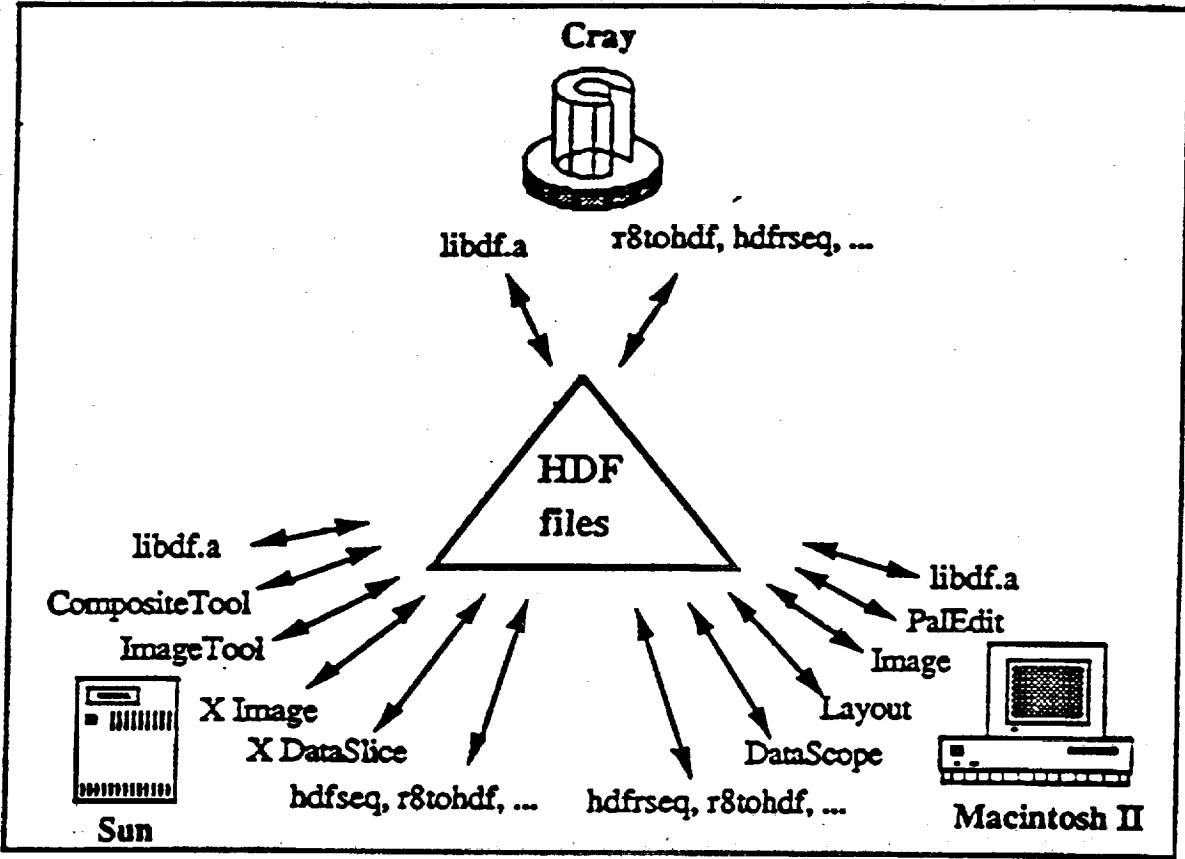 Cray
libdf.a
r8tohdf, hdfrseq, ...
HDF
files
libdf.a
CompositeTool
ImageTool
X Image
X DataSlice
hdfseq, r8tohdf, ...
Sun
libdf.a
PalEdit
Image
Layout
DataScope
hdfrseq, r8tohdf, ...
Macintosh II